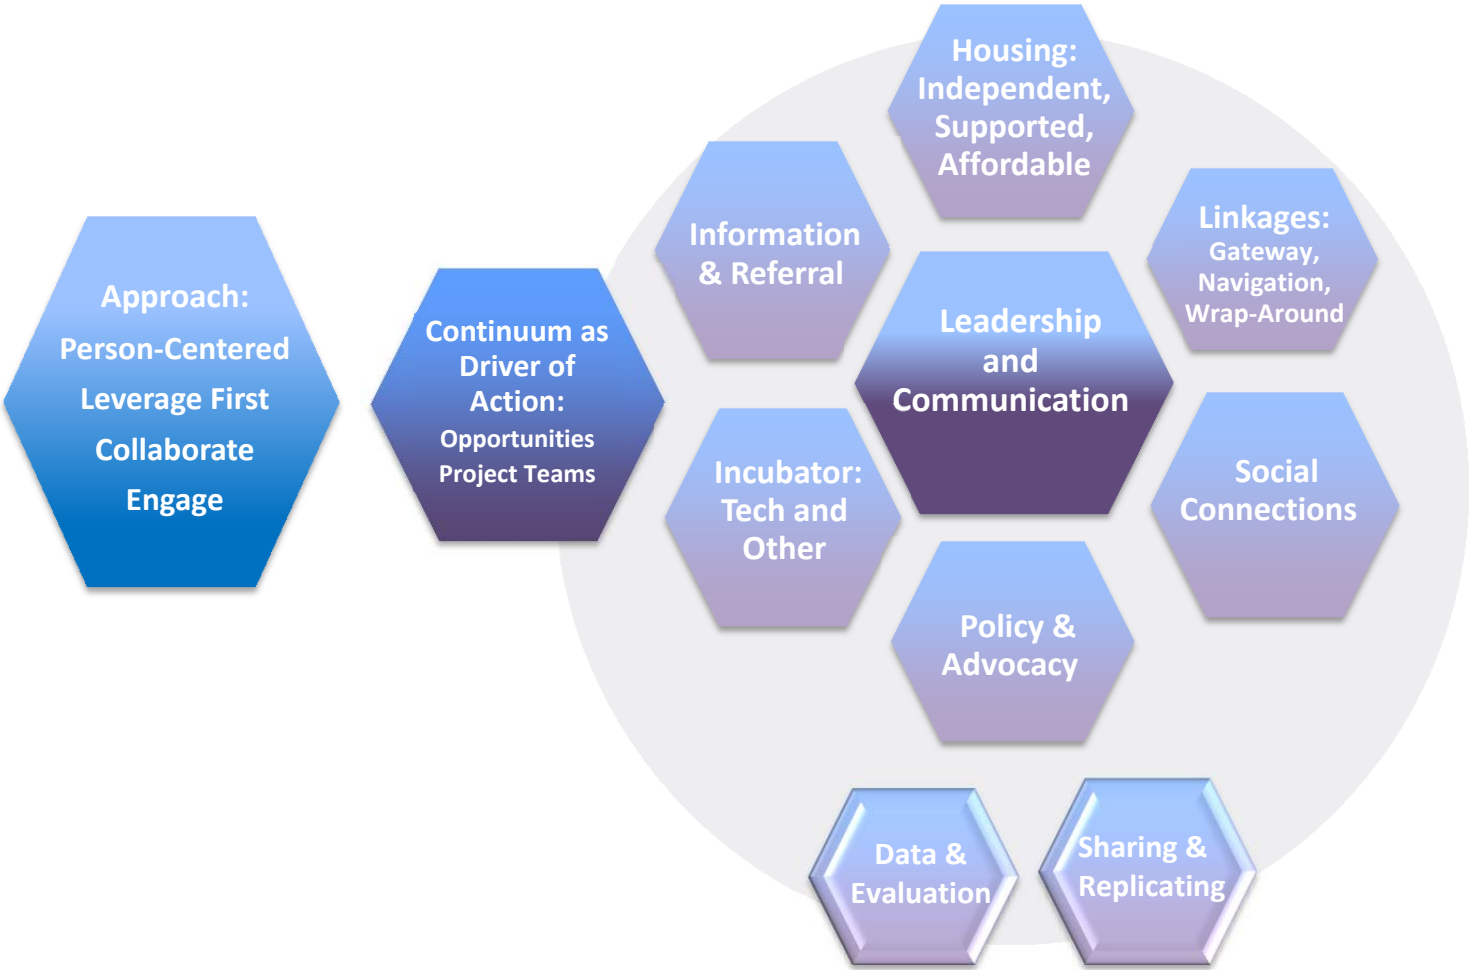 Approach:
Person-Centered
Leverage First
Collaborate
Engage
Continuum as
Driver of
Action:
Opportunities
Project Teams
Information
& Referral
Housing:
Independent,
Supported,
Affordable
Linkages:
Gateway,
Navigation,
Wrap-Around
Leadership
and
Communication
Incubator:
Tech and
Other
Social
Connections
Policy &
Advocacy
Data &
Evaluation
Sharing &
Replicating